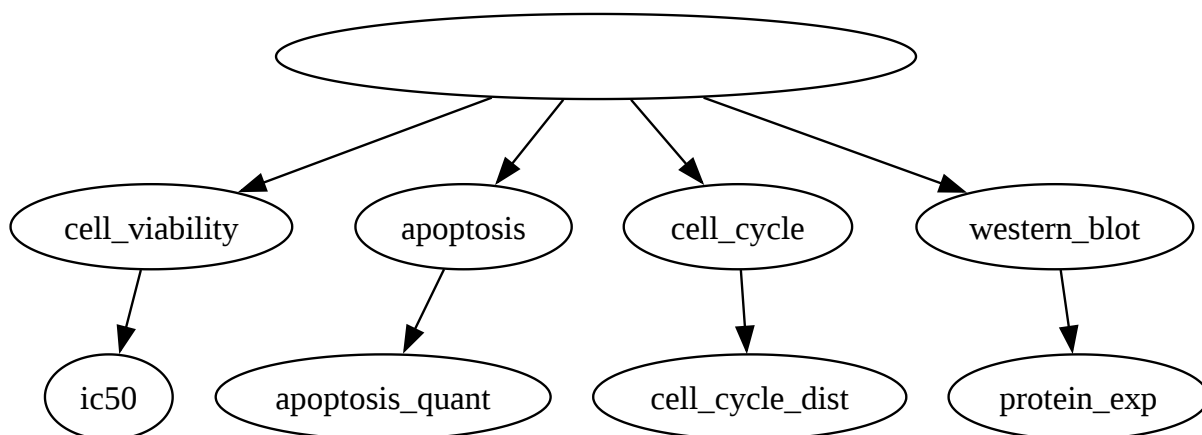 cell_viability
apoptosis
cell_cycle
western_blot
ic50
apoptosis_quant
cell_cycle_dist
protein_exp